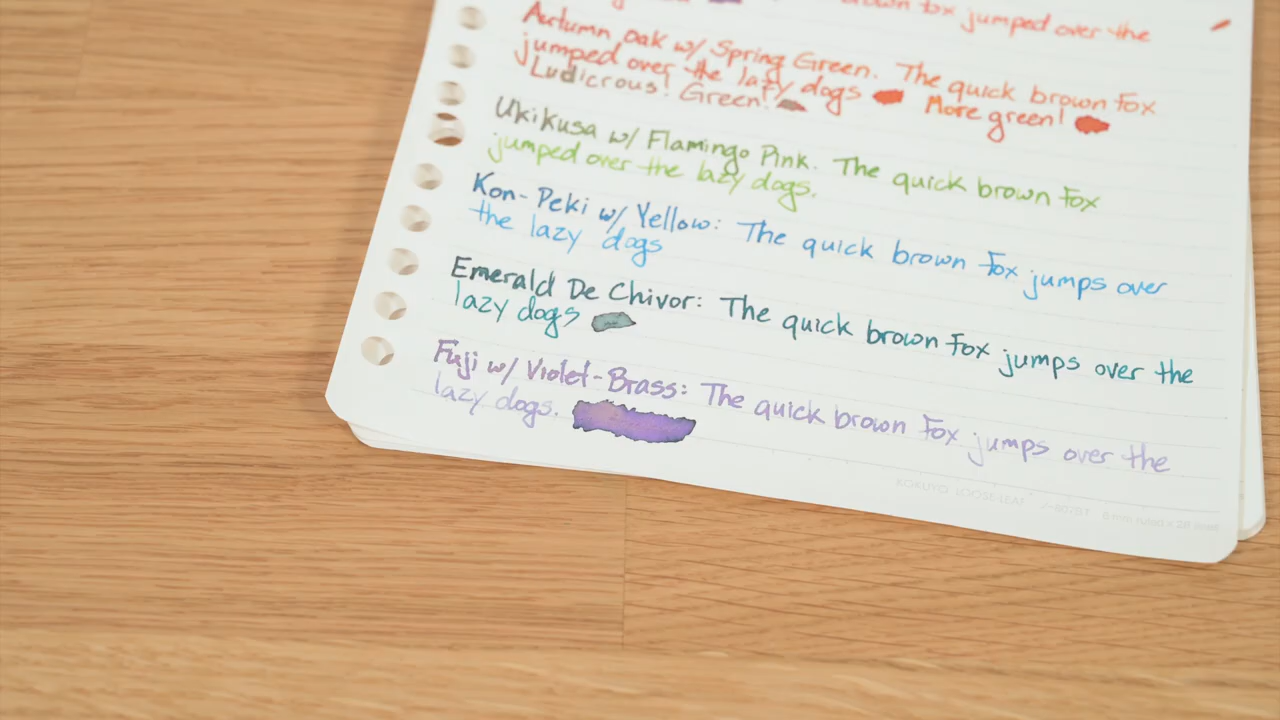 brown fox jumped over the
Autumn Oak w/ Spring Green. The quick brown fox
jumped over the lazy dogs More green!
Ludicrous! Green!
Ukikusa w/ Flamingo Pink. The quick brown fox
jumped over the lazy dogs.
Kon-Peki w/ Yellow: The quick brown fox jumps over
the lazy dogs
Emerald De Chivor: The quick brown fox jumps over the
lazy dogs
Fuji w/ Violet-Brass: The quick brown fox jumps over the
lazy dogs.
KOKUYO LOOSE-LEAF